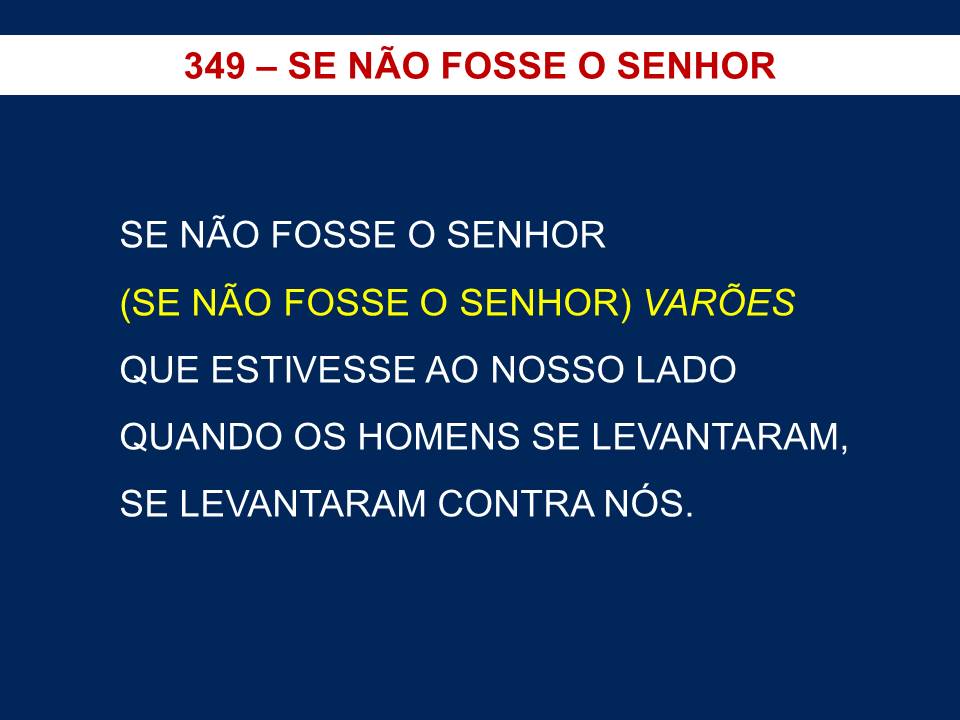 349 – SE NÃO FOSSE O SENHOR
SE NÃO FOSSE O SENHOR
(SE NÃO FOSSE O SENHOR) VARÕES
QUE ESTIVESSE AO NOSSO LADO
QUANDO OS HOMENS SE LEVANTARAM,
SE LEVANTARAM CONTRA NÓS.